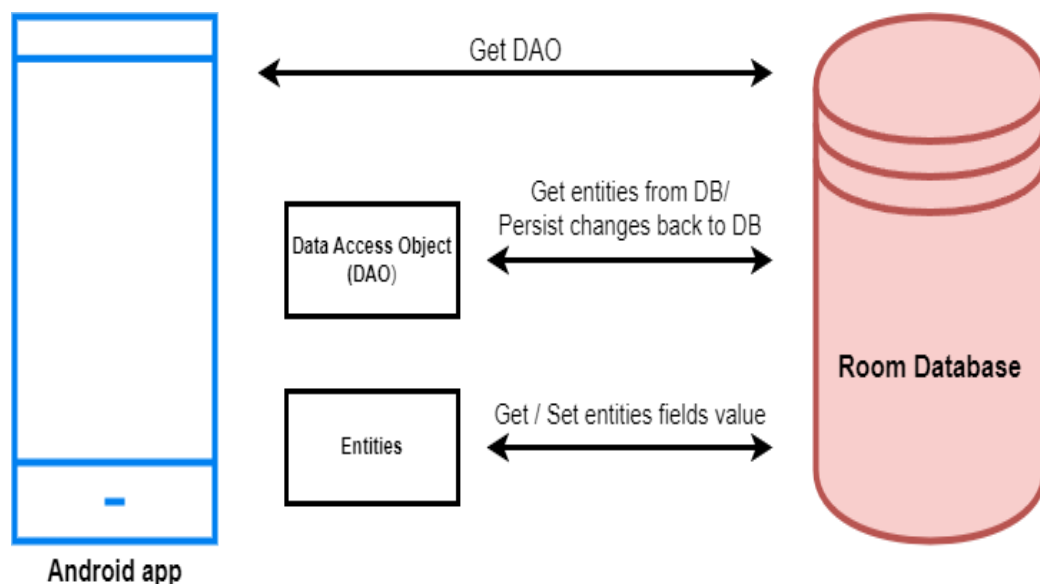 Get DAO
Get entities from DB/
Persist changes back to DB
Data Access Object
(DAO)
Room Database
Get / Set entities fields value
Entities
Android app